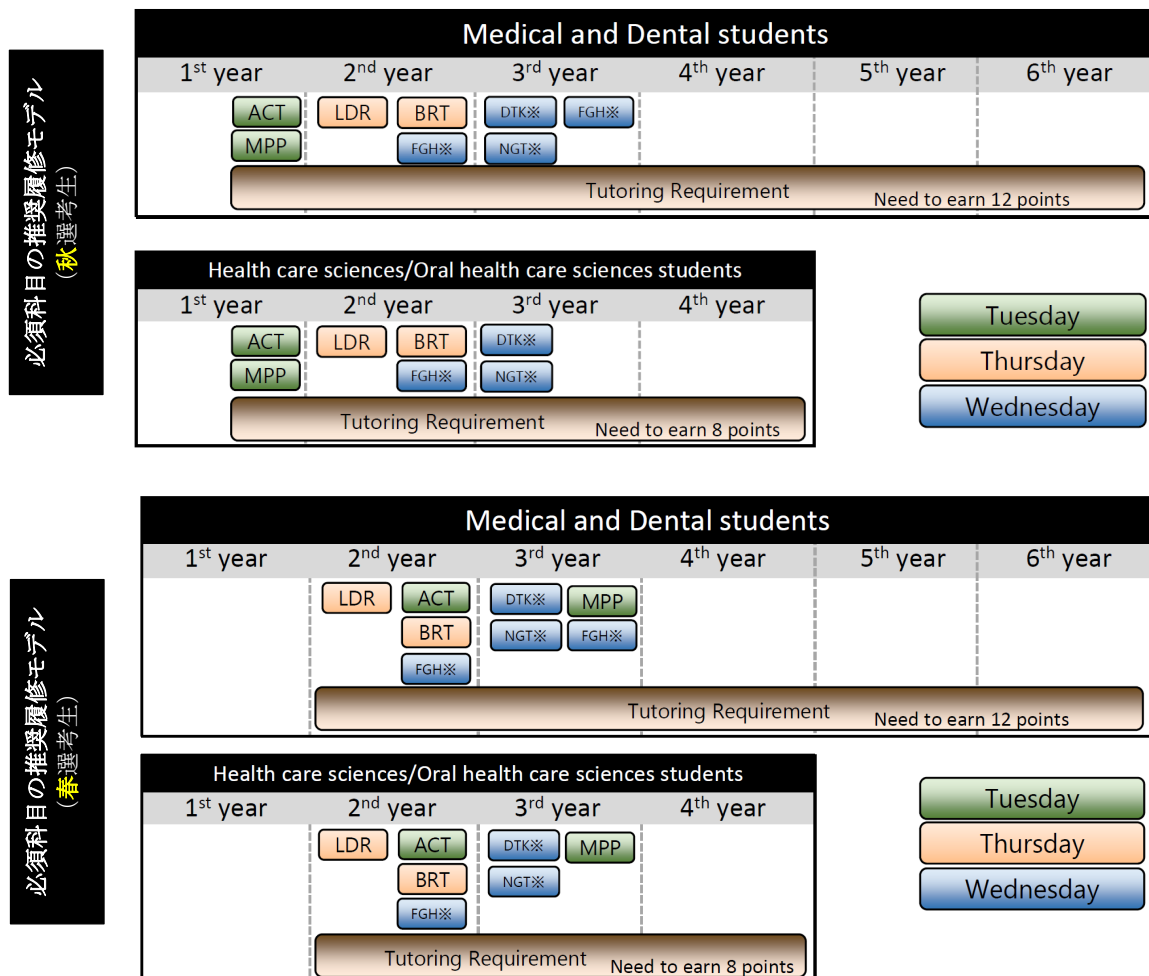 必須科目の推奨履修モデル
(秋選考生)
Medical and Dental students
1st year 2nd year 3rd year 4th year 5th year 6th year
ACT LDR BRT DTK※ FGH※
MPP FGH※ NGT※
Tutoring Requirement Need to earn 12 points
Health care sciences/Oral health care sciences students
1st year 2nd year 3rd year 4th year
ACT LDR BRT DTK※
MPP FGH※ NGT※
Tutoring Requirement Need to earn 8 points
Tuesday
Thursday
Wednesday
必須科目の推奨履修モデル
(春選考生)
Medical and Dental students
1st year 2nd year 3rd year 4th year 5th year 6th year
LDR ACT DTK※ MPP
BRT NGT※ FGH※
FGH※
Tutoring Requirement Need to earn 12 points
Health care sciences/Oral health care sciences students
1st year 2nd year 3rd year 4th year
LDR ACT DTK※ MPP
BRT NGT※
FGH※
Tutoring Requirement Need to earn 8 points
Tuesday
Thursday
Wednesday